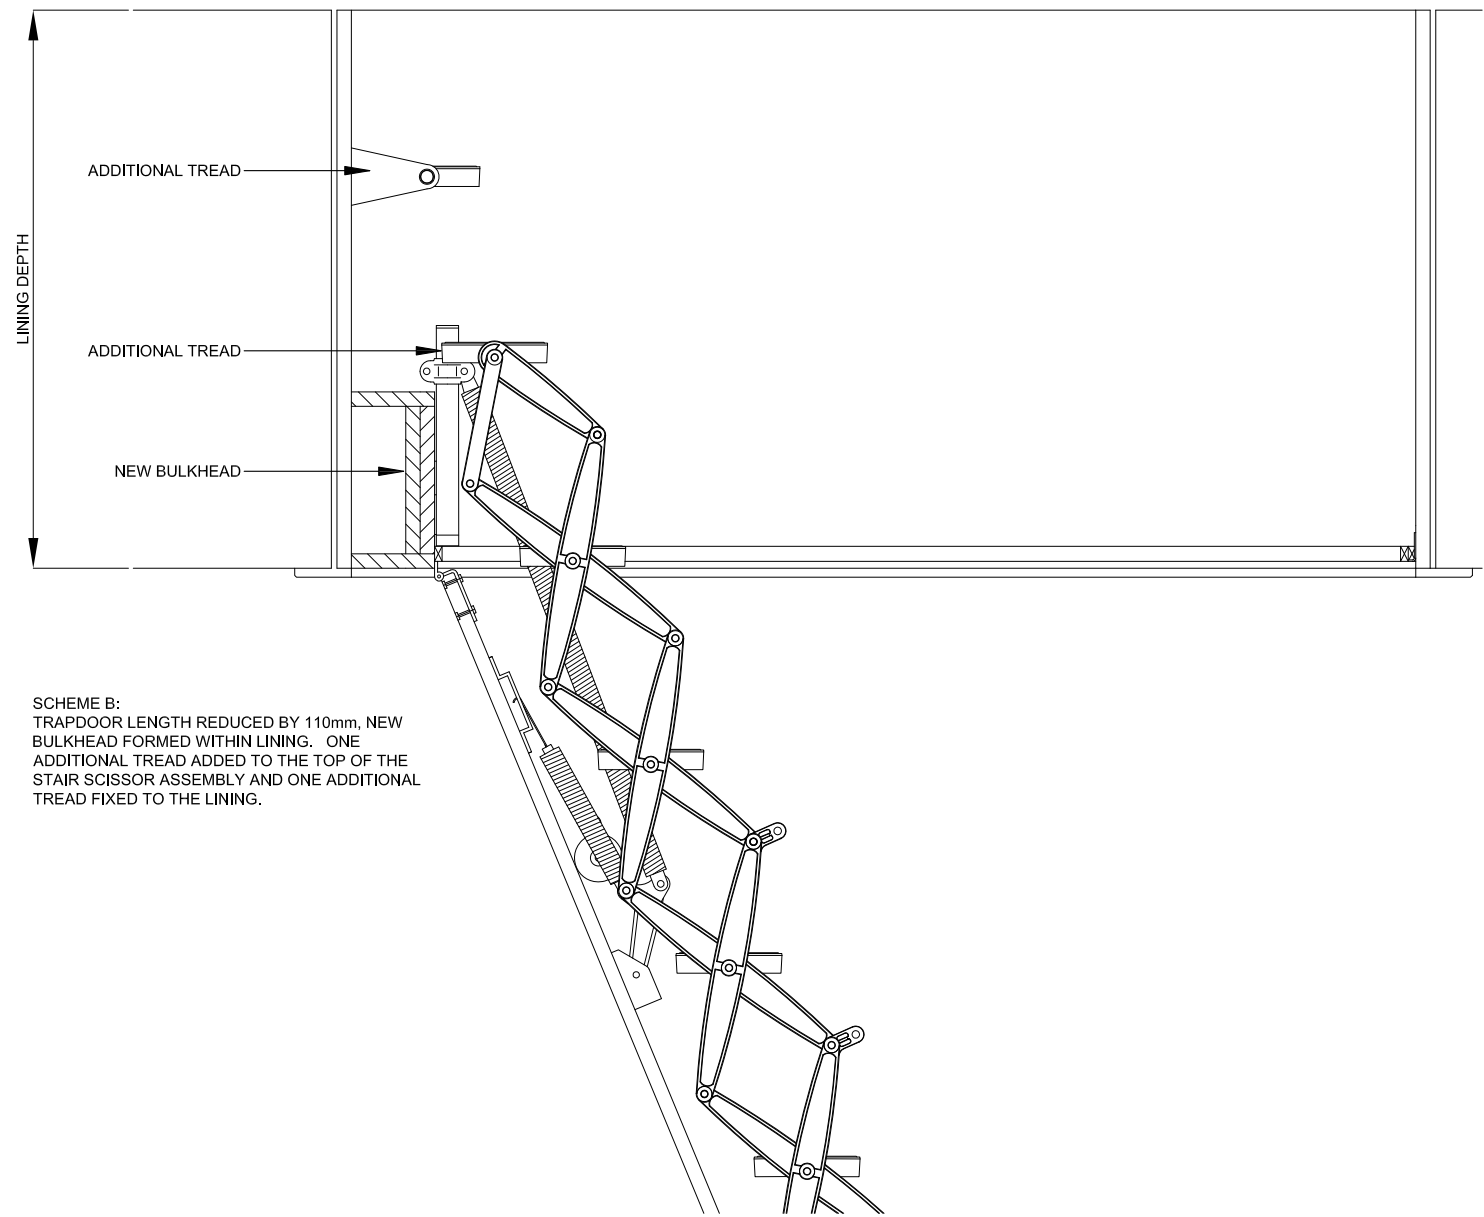 ADDITIONAL TREAD
LINING DEPTH
ADDITIONAL TREAD
NEW BULKHEAD
SCHEME B:
TRAPDOOR LENGTH REDUCED BY 110mm, NEW
BULKHEAD FORMED WITHIN LINING. ONE
ADDITIONAL TREAD ADDED TO THE TOP OF THE
STAIR SCISSOR ASSEMBLY AND ONE ADDITIONAL
TREAD FIXED TO THE LINING.